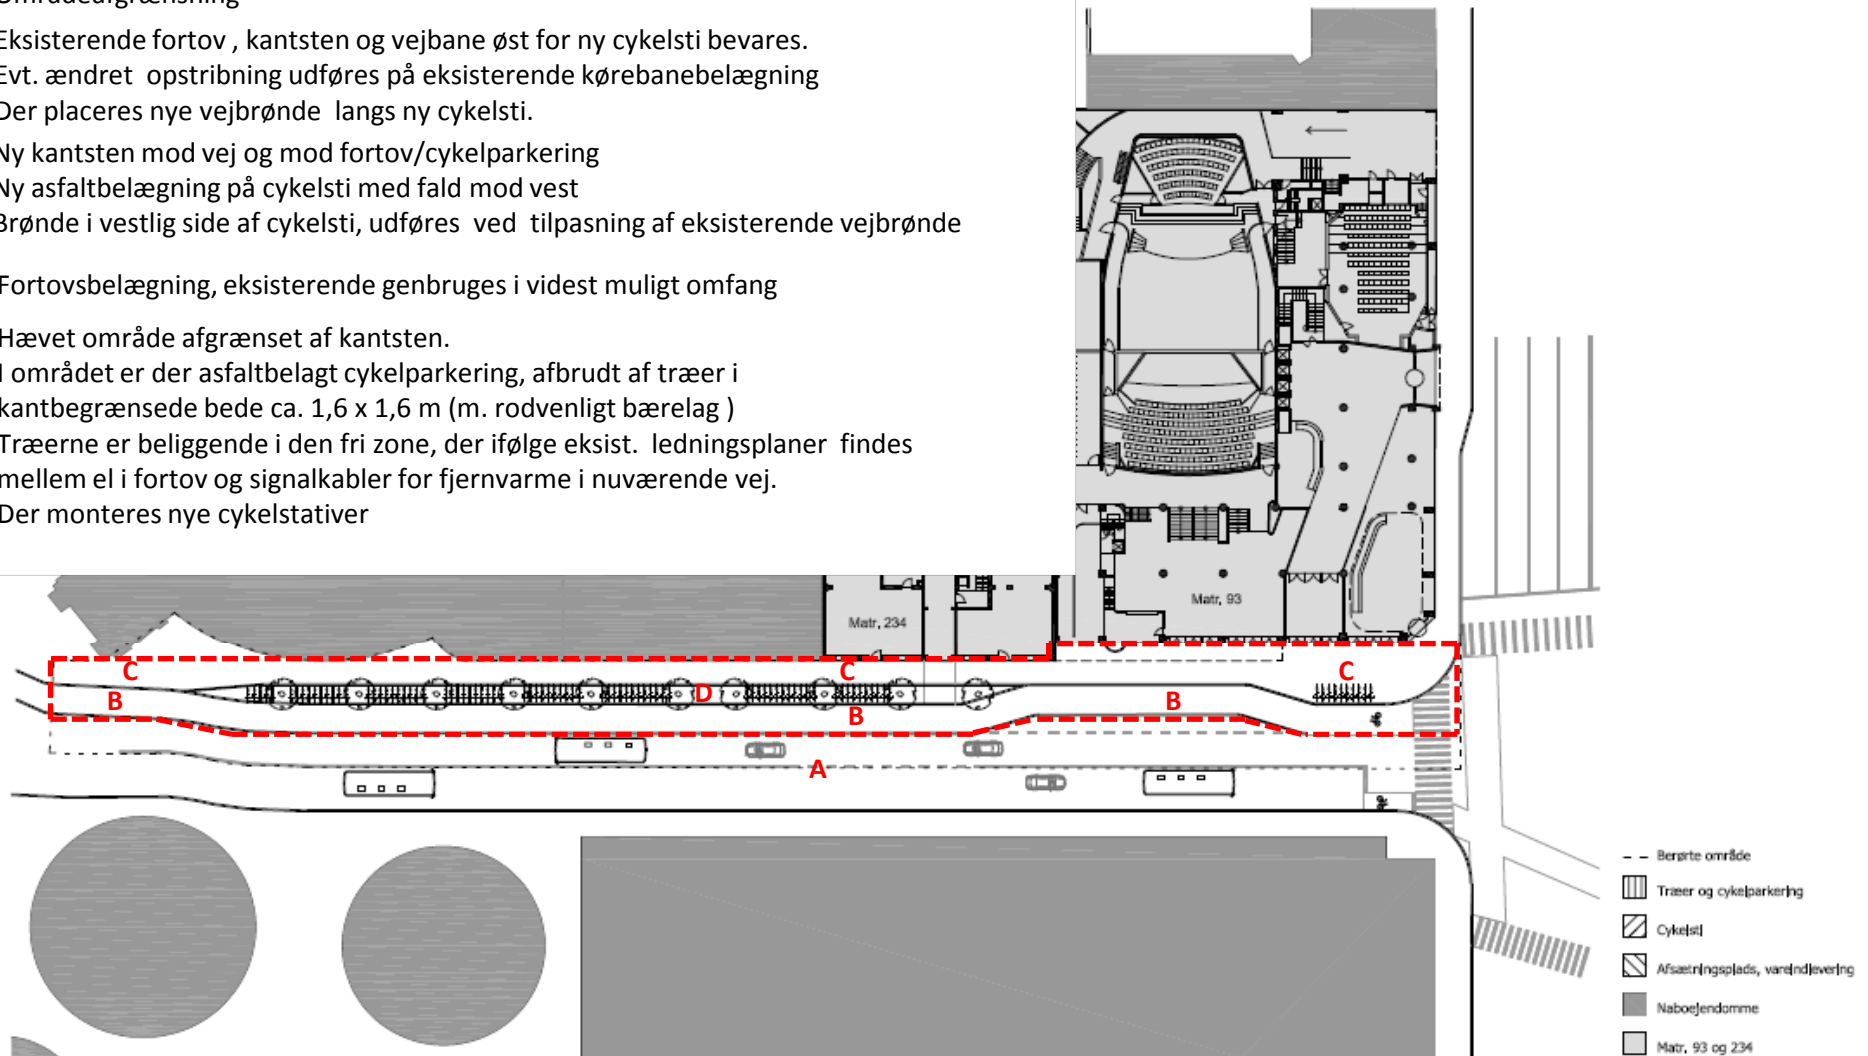 Områdeafgrænsning
Eksisterende fortov , kantsten og vejbane øst for ny cykelsti bevares.
Evt. ændret opstribning udføres på eksisterende kørebanebelægning
Der placeres nye vejbrønde langs ny cykelsti.
Ny kantsten mod vej og mod fortov/cykelparkering
Ny asfaltbelægning på cykelsti med fald mod vest
Brønde i vestlig side af cykelsti, udføres ved tilpasning af eksisterende vejbrønde
Fortovsbelægning, eksisterende genbruges i videst muligt omfang
Hævet område afgrænset af kantsten.
I området er der asfaltbelagt cykelparkering, afbrudt af træer i
kantbegrænsede bede ca. 1,6 x 1,6 m (m. rodvenligt bærelag )
Træerne er beliggende i den fri zone, der ifølge eksist. ledningsplaner findes
mellem el i fortov og signalkabler for fjernvarme i nuværende vej.
Der monteres nye cykelstativer
Matr. 93
Matr. 234
C
C
C
B
D
B
B
A
Berørte område
Træer og cykelparkering
Cykelsti
Afsætningsplads, vareindlevering
Naboejendomme
Matr. 93 og 234